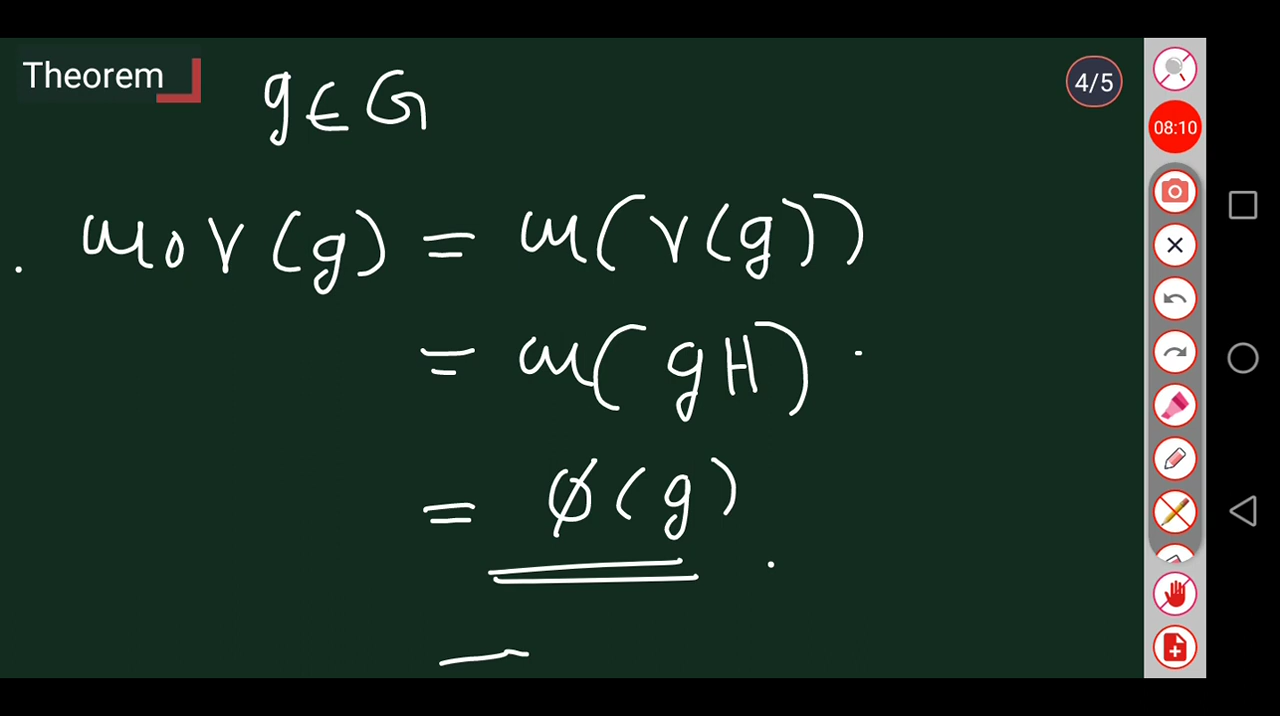 Theorem
g ∈ G
4/5
08:10
. μ o γ (g) = μ(γ(g))
= μ(gH) .
= φ(g) .